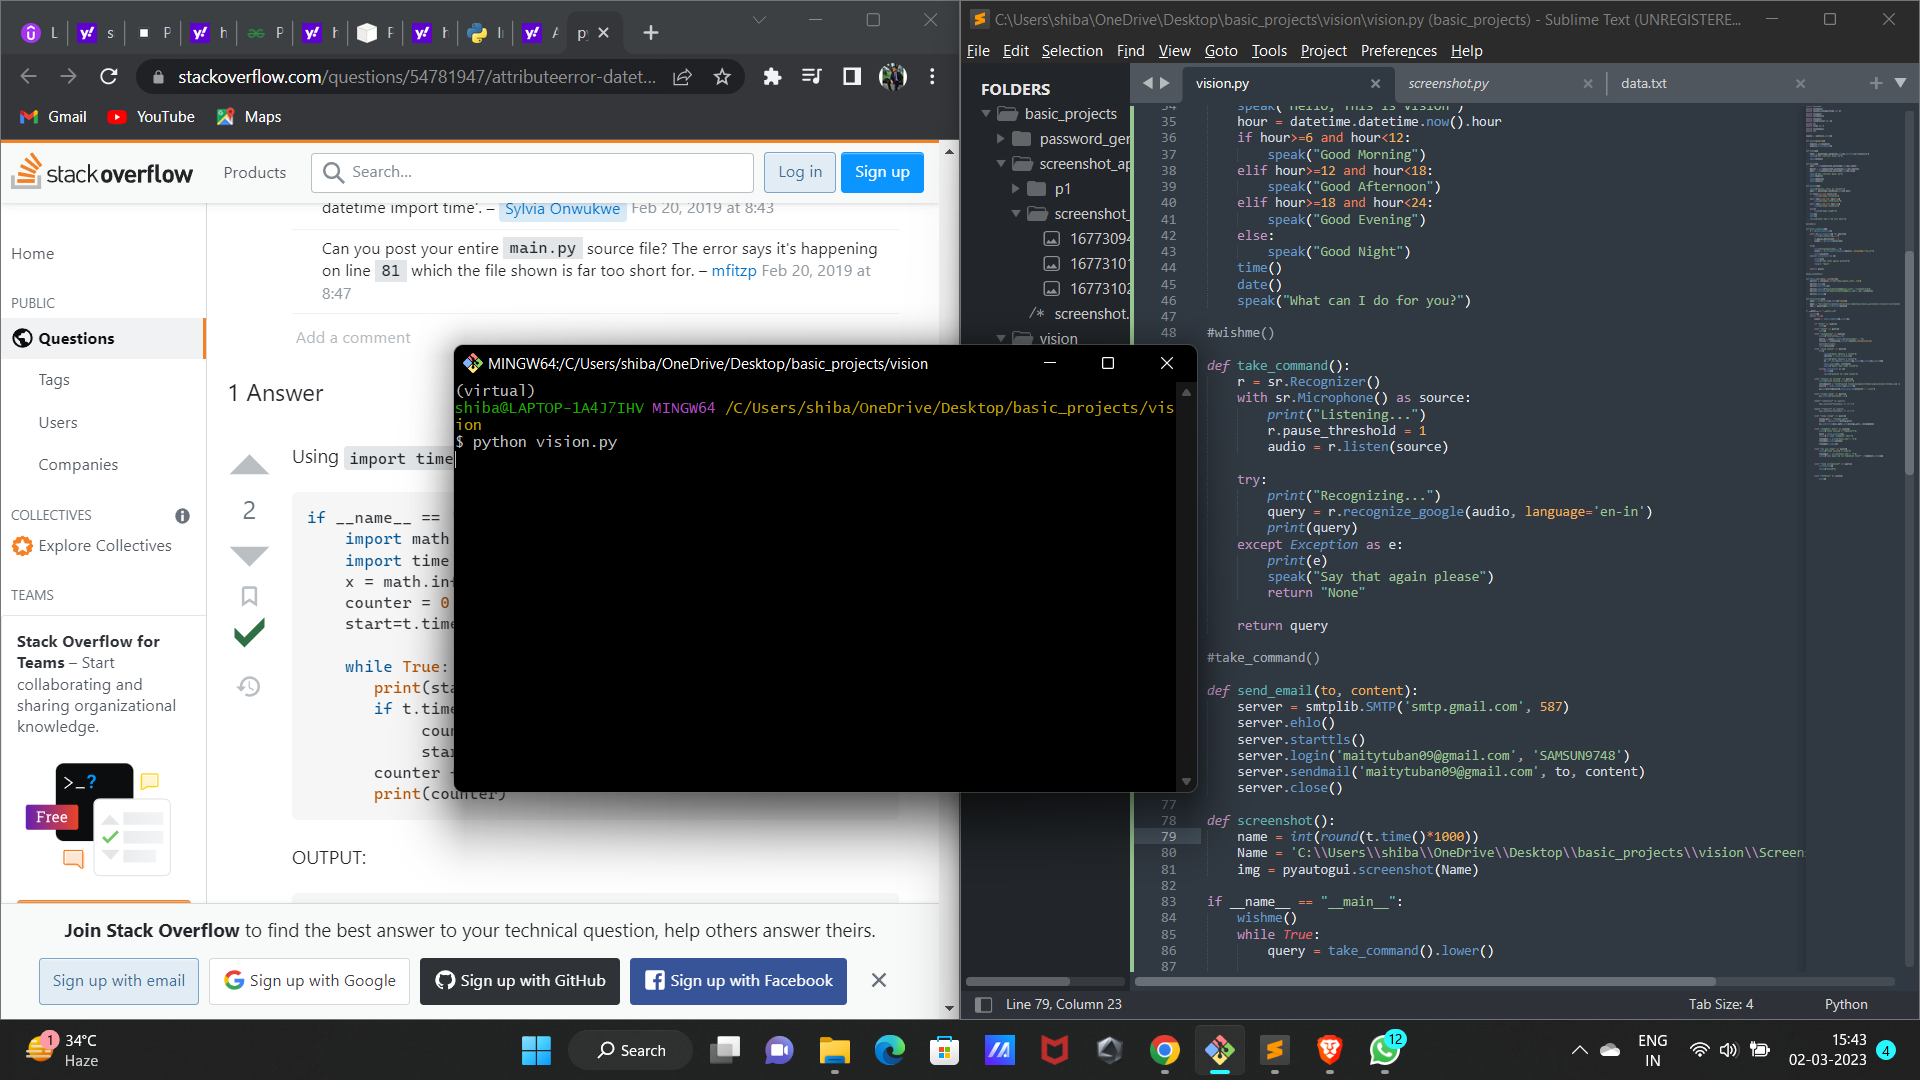 L
s
P
h
P
h
F
h
I
A
py
stackoverflow.com/questions/54781947/attributeerror-datet...
Gmail
YouTube
Maps
stackoverflow
Products
Search...
Log in
Sign up
Home
PUBLIC
Questions
Tags
Users
Companies
COLLECTIVES
Explore Collectives
TEAMS
Stack Overflow for
Teams – Start
collaborating and
sharing organizational
knowledge.
>_?
Free
datetime import time'. – Sylvia Onwukwe Feb 20, 2019 at 8:43
Can you post your entire main.py source file? The error says it's happening
on line 81 which the file shown is far too short for. – mfitzp Feb 20, 2019 at
8:47
Add a comment
1 Answer
2
Using import time
if __name__ == '
import math
import time
x = math.in
counter = 0
start=t.time
while True:
print(sta
if t.time
cou
sta
counter
print(counter)
OUTPUT:
Join Stack Overflow to find the best answer to your technical question, help others answer theirs.
Sign up with email
Sign up with Google
Sign up with GitHub
Sign up with Facebook
MINGW64:/C/Users/shiba/OneDrive/Desktop/basic_projects/vision
(virtual)
shiba@LAPTOP-1A4J7IHV MINGW64 /C/Users/shiba/OneDrive/Desktop/basic_projects/vis
ion
$ python vision.py
C:\Users\shiba\OneDrive\Desktop\basic_projects\vision\vision.py (basic_projects) - Sublime Text (UNREGISTERE...
File Edit Selection Find View Goto Tools Project Preferences Help
FOLDERS
basic_projects
password_ger
screenshot_ap
p1
screenshot_
16773094
1677310
1677310
/* screenshot.
vision
vision.py
screenshot.py
data.txt
34 speak("Hello, This is Vision")
35 hour = datetime.datetime.now().hour
36 if hour>=6 and hour<12:
37 speak("Good Morning")
38 elif hour>=12 and hour<18:
39 speak("Good Afternoon")
40 elif hour>=18 and hour<24:
41 speak("Good Evening")
42 else:
43 speak("Good Night")
44 time()
45 date()
46 speak("What can I do for you?")
47
48 #wishme()
def take_command():
r = sr.Recognizer()
with sr.Microphone() as source:
print("Listening...")
r.pause_threshold = 1
audio = r.listen(source)
try:
print("Recognizing...")
query = r.recognize_google(audio, language='en-in')
print(query)
except Exception as e:
print(e)
speak("Say that again please")
return "None"
return query
#take_command()
def send_email(to, content):
server = smtplib.SMTP('smtp.gmail.com', 587)
server.ehlo()
server.starttls()
server.login('maitytuban09@gmail.com', 'SAMSUN9748')
server.sendmail('maitytuban09@gmail.com', to, content)
server.close()
77
78 def screenshot():
79 name = int(round(t.time()*1000))
80 Name = 'C:\\Users\\shiba\\OneDrive\\Desktop\\basic_projects\\vision\\Screen
81 img = pyautogui.screenshot(Name)
82
83 if __name__ == "__main__":
84 wishme()
85 while True:
86 query = take_command().lower()
87
Line 79, Column 23
Tab Size: 4
Python
1
34°C
Haze
Search
12
ENG
IN
15:43
02-03-2023
4